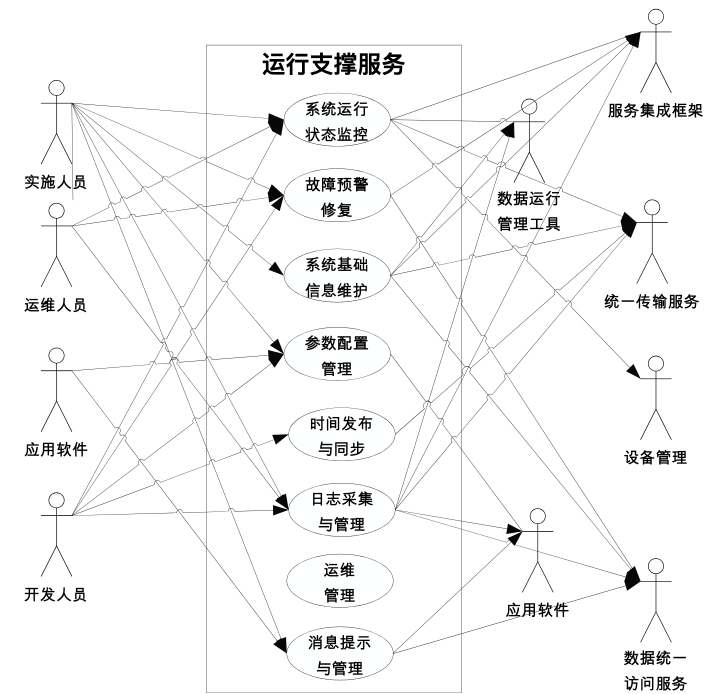 运行支撑服务
实施人员
运维人员
应用软件
开发人员
系统运行
状态监控
故障预警
修复
系统基础
信息维护
参数配置
管理
时间发布
与同步
日志采集
与管理
运维
管理
消息提示
与管理
服务集成框架
数据运行
管理工具
统一传输服务
设备管理
应用软件
数据统一
访问服务